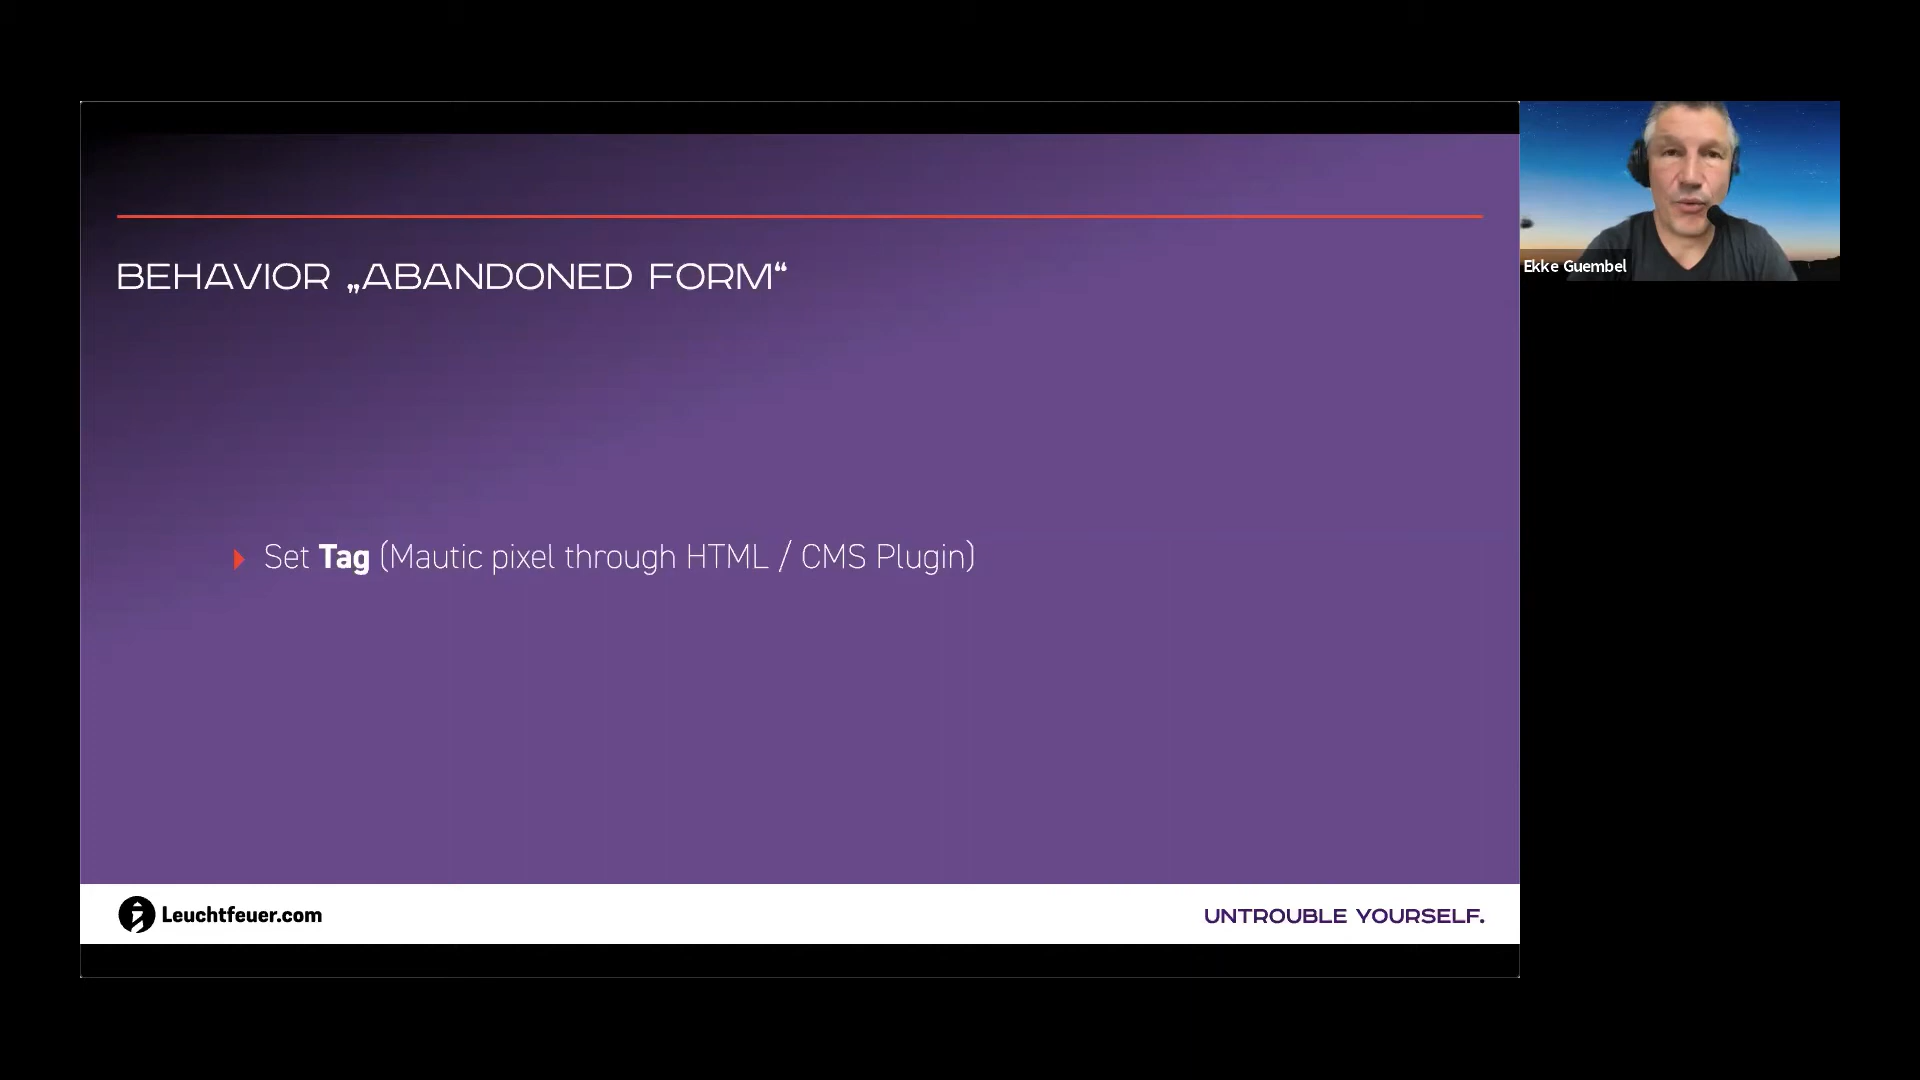 BEHAVIOR „ABANDONED FORM“
Set Tag (Mautic pixel through HTML / CMS Plugin)
Leuchtfeuer.com
UNTROUBLE YOURSELF.
Ekke Guembel